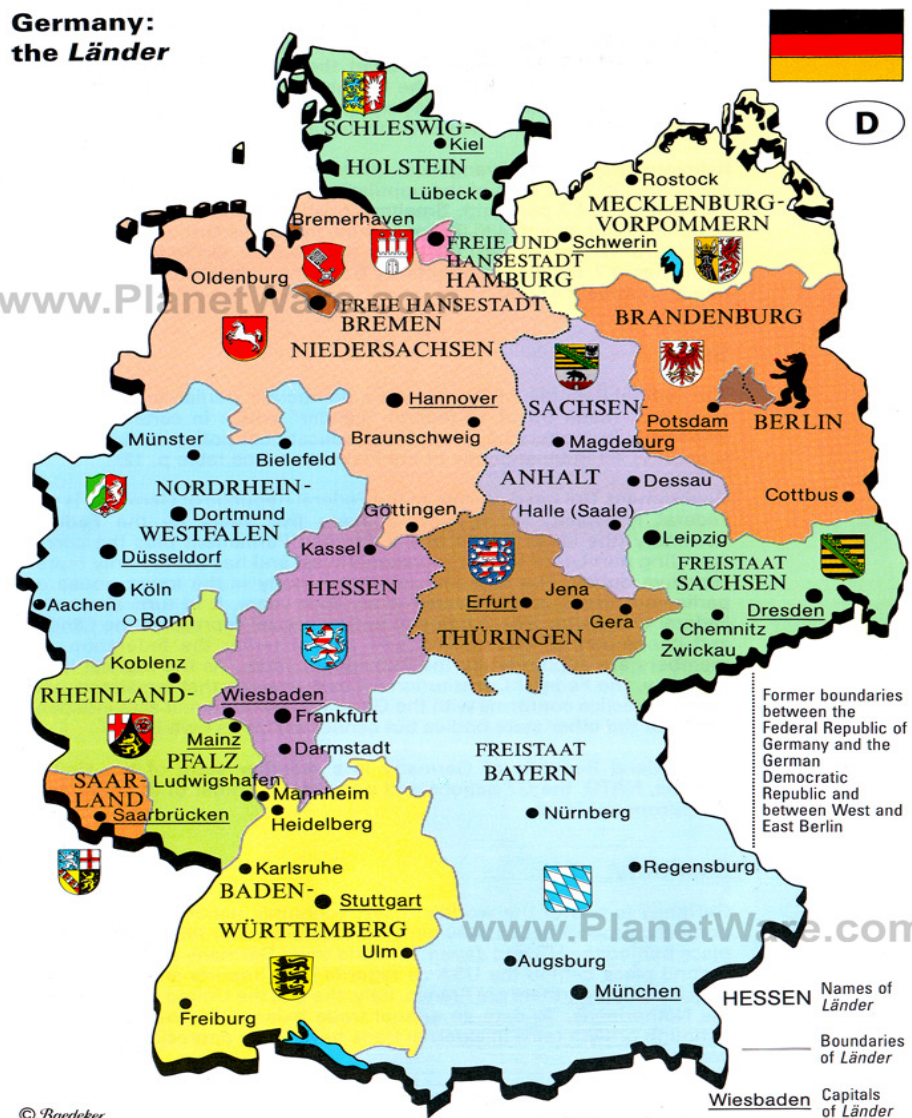 Germany:
the Länder
D
SCHLESWIG-
Kiel
HOLSTEIN
Lübeck
Rostock
MECKLENBURG-
VORPOMMERN
Schwerin
Bremerhaven
FREIE UND
HANSESTADT
HAMBURG
Oldenburg
www.PlanetWare.com
FREIE HANSESTADT
BREMEN
NIEDERSACHSEN
BRANDENBURG
Hannover
Braunschweig
SACHSEN-
Potsdam
BERLIN
Magdeburg
Münster
Bielefeld
ANHALT
Dessau
NORDRHEIN-
Cottbus
Göttingen
Halle (Saale)
Dortmund
WESTFALEN
Düsseldorf
Kassel
Leipzig
FREISTAAT
SACHSEN
HESSEN
Köln
Aachen
Bonn
Erfurt
Jena
Gera
Dresden
THÜRINGEN
Chemnitz
Zwickau
Koblenz
RHEINLAND-
Wiesbaden
Frankfurt
Mainz
Darmstadt
PFALZ
FREISTAAT
BAYERN
Former boundaries
between the
Federal Republic of
Germany and the
German
Democratic
Republic and
between West and
East Berlin
SAAR-
LAND
Ludwigshafen
Mannheim
Saarbrücken
Heidelberg
Nürnberg
Karlsruhe
Regensburg
BADEN-
Stuttgart
WÜRTTEMBERG
www.PlanetWare.com
Ulm
Augsburg
München
Freiburg
HESSEN Names of
Länder
Boundaries
of Länder
Wiesbaden Capitals
of Länder
© Baedeker